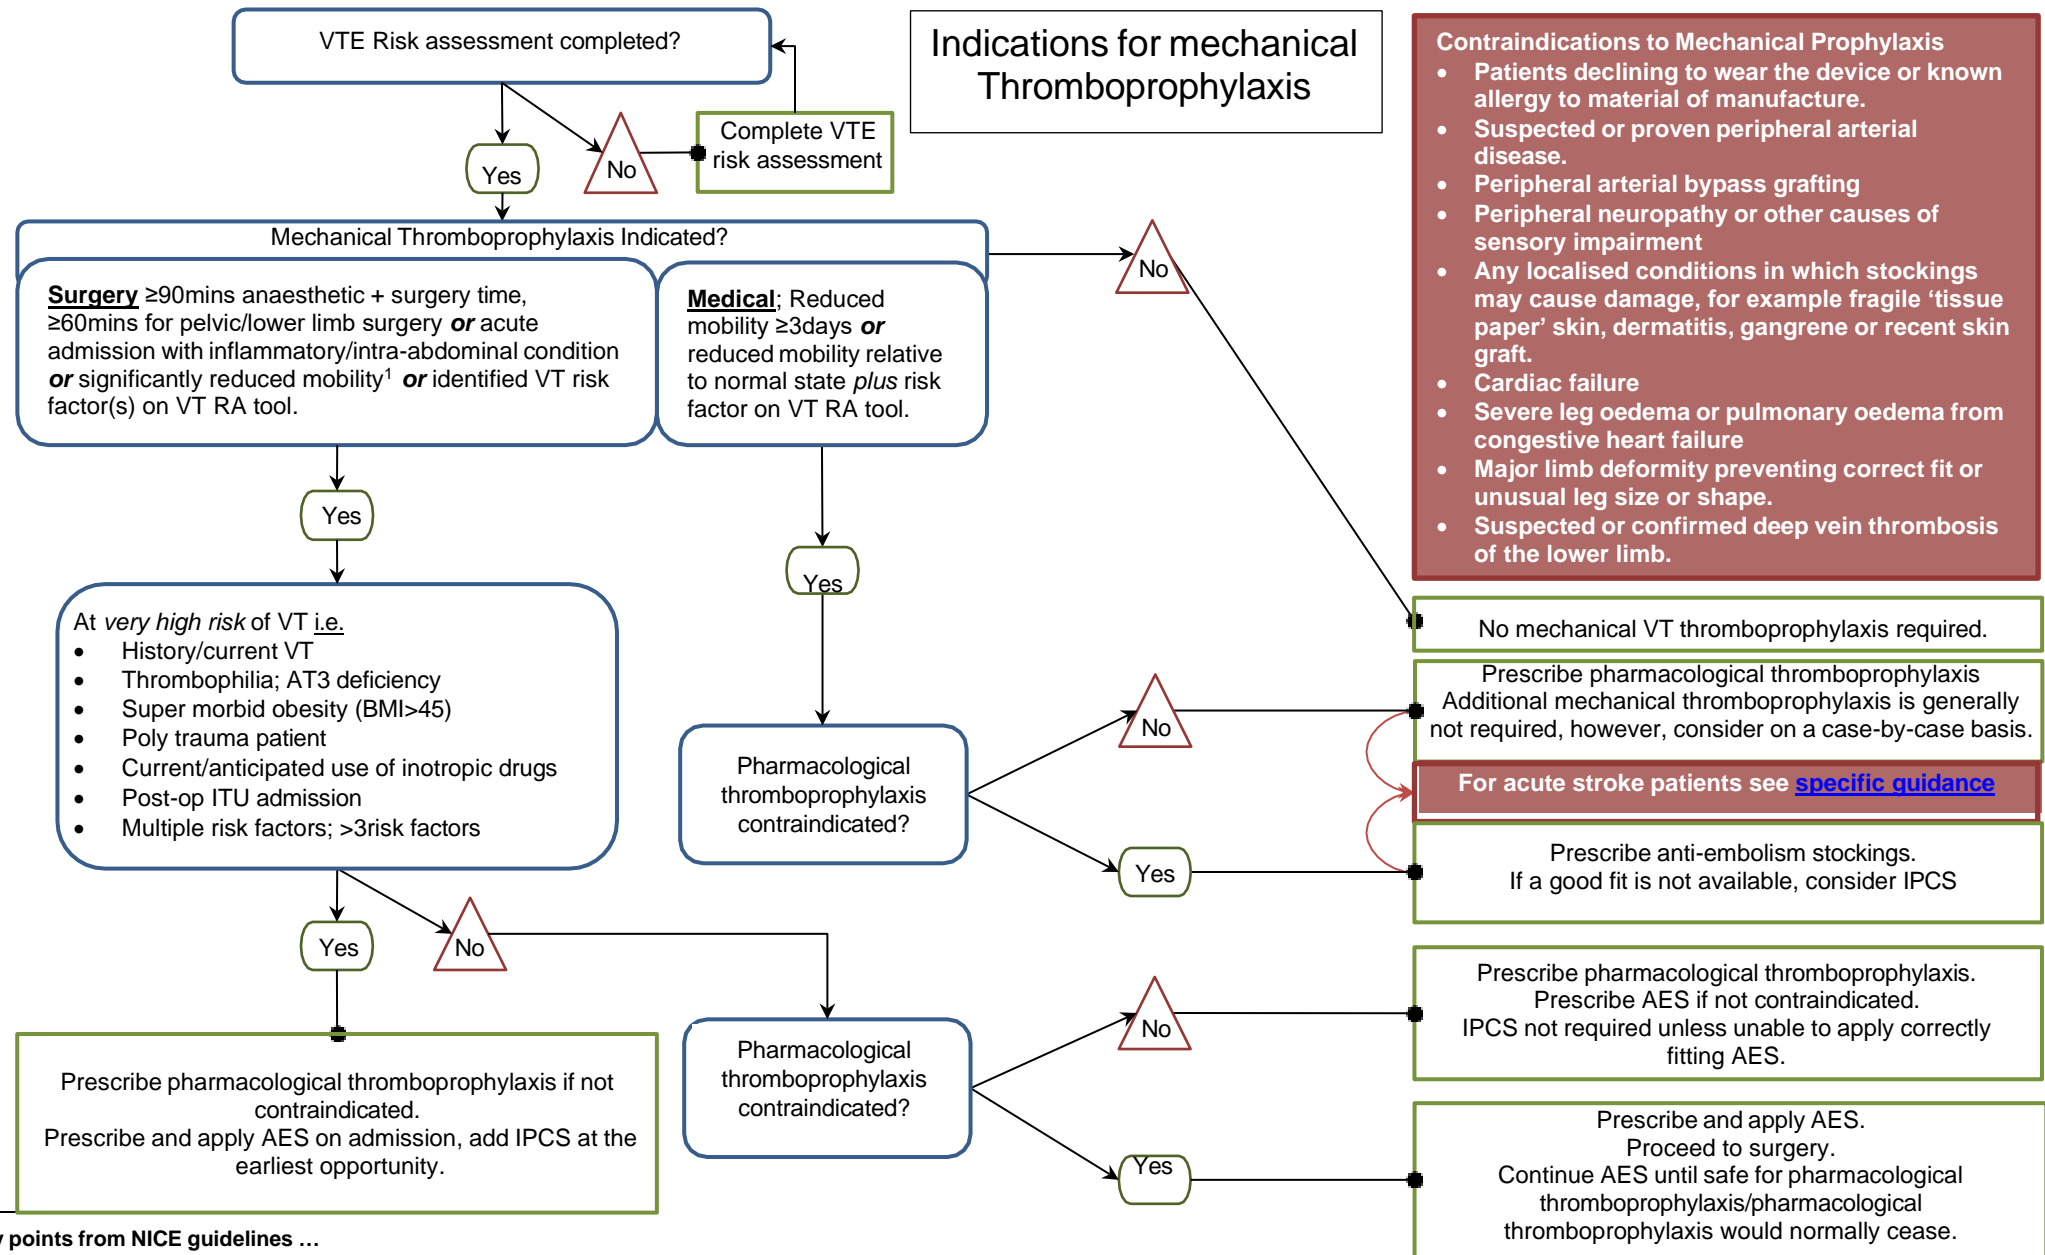 VTE Risk assessment completed?
Indications for mechanical
Thromboprophylaxis
Contraindications to Mechanical Prophylaxis
• Patients declining to wear the device or known
allergy to material of manufacture.
• Suspected or proven peripheral arterial
disease.
• Peripheral arterial bypass grafting
• Peripheral neuropathy or other causes of
sensory impairment
• Any localised conditions in which stockings
may cause damage, for example fragile ‘tissue
paper’ skin, dermatitis, gangrene or recent skin
graft.
• Cardiac failure
• Severe leg oedema or pulmonary oedema from
congestive heart failure
• Major limb deformity preventing correct fit or
unusual leg size or shape.
• Suspected or confirmed deep vein thrombosis
of the lower limb.
Yes
No
Complete VTE
risk assessment
Mechanical Thromboprophylaxis Indicated?
No
Surgery ≥90mins anaesthetic + surgery time,
≥60mins for pelvic/lower limb surgery or acute
admission with inflammatory/intra-abdominal condition
or significantly reduced mobility¹ or identified VT risk
factor(s) on VT RA tool.
Medical; Reduced
mobility ≥3days or
reduced mobility relative
to normal state plus risk
factor on VT RA tool.
Yes
Yes
No mechanical VT thromboprophylaxis required.
At very high risk of VT i.e.
• History/current VT
• Thrombophilia; AT3 deficiency
• Super morbid obesity (BMI>45)
• Poly trauma patient
• Current/anticipated use of inotropic drugs
• Post-op ITU admission
• Multiple risk factors; >3risk factors
Pharmacological
thromboprophylaxis
contraindicated?
No
Prescribe pharmacological thromboprophylaxis
Additional mechanical thromboprophylaxis is generally
not required, however, consider on a case-by-case basis.
For acute stroke patients see specific guidance
Yes
Prescribe anti-embolism stockings.
If a good fit is not available, consider IPCS
Yes
No
Prescribe pharmacological thromboprophylaxis if not
contraindicated.
Prescribe and apply AES on admission, add IPCS at the
earliest opportunity.
Pharmacological
thromboprophylaxis
contraindicated?
No
Prescribe pharmacological thromboprophylaxis.
Prescribe AES if not contraindicated.
IPCS not required unless unable to apply correctly
fitting AES.
Yes
Prescribe and apply AES.
Proceed to surgery.
Continue AES until safe for pharmacological
thromboprophylaxis/pharmacological
thromboprophylaxis would normally cease.
points from NICE guidelines …